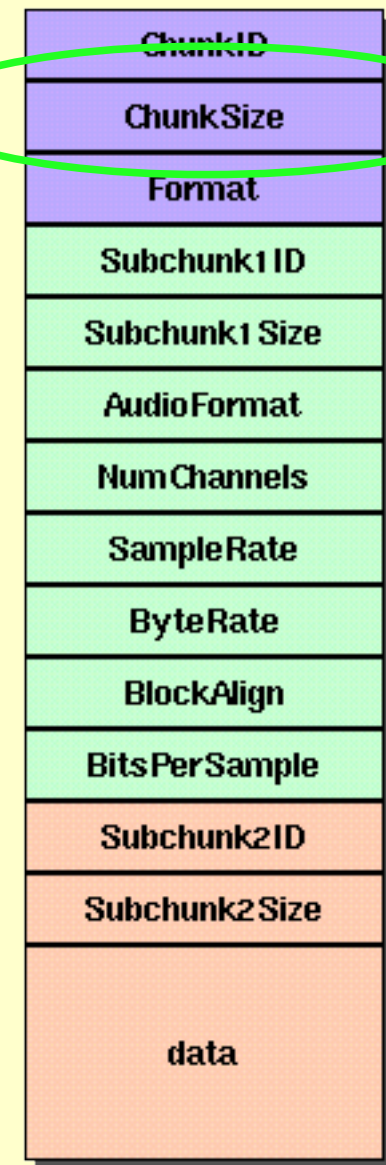 ChunkID
ChunkSize
Format
Subchunk1ID
Subchunk1Size
AudioFormat
NumChannels
SampleRate
ByteRate
BlockAlign
BitsPerSample
Subchunk2ID
Subchunk2Size
data